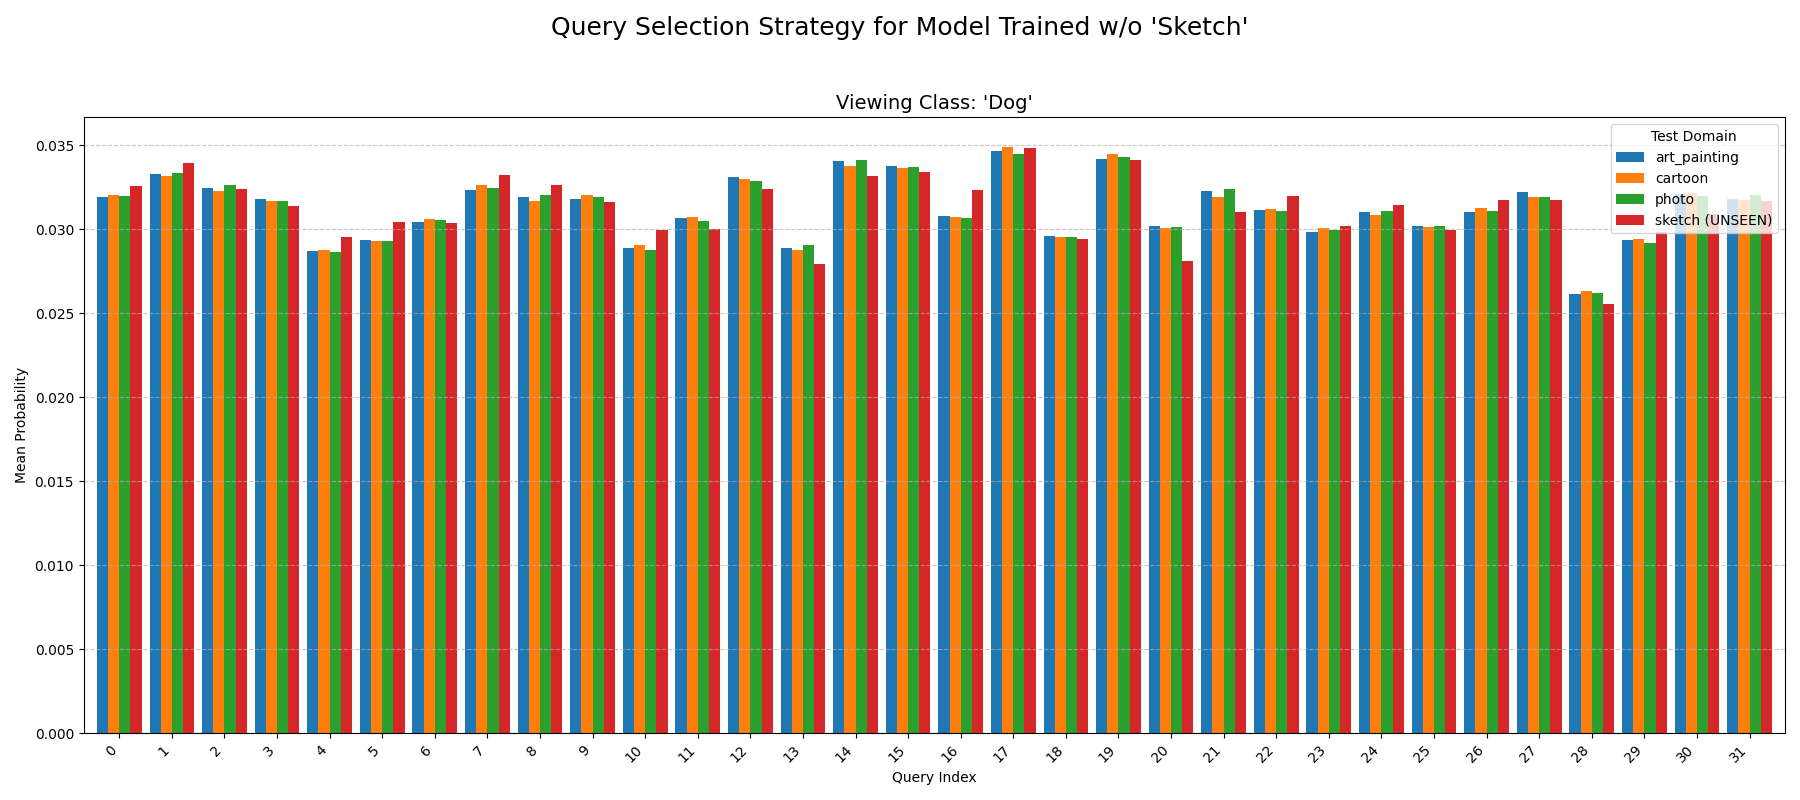 Query Selection Strategy for Model Trained w/o 'Sketch'
Viewing Class: 'Dog'
Test Domain
art_painting
cartoon
photo
sketch (UNSEEN)
Mean Probability
0.035
0.030
0.025
0.020
0.015
0.010
0.005
0.000
0 1 2 3 4 5 6 7 8 9 10 11 12 13 14 15 16 17 18 19 20 21 22 23 24 25 26 27 28 29 30 31
Query Index